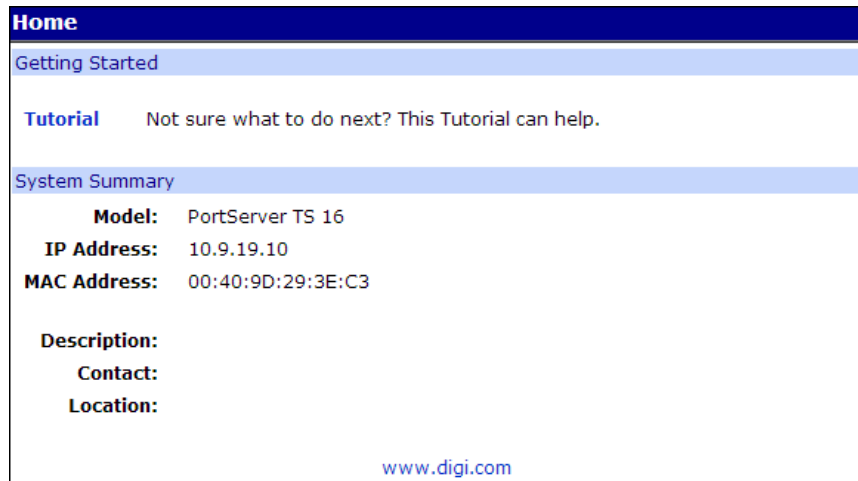 Home
Getting Started
Tutorial Not sure what to do next? This Tutorial can help.
System Summary
Model: PortServer TS 16
IP Address: 10.9.19.10
MAC Address: 00:40:9D:29:3E:C3
Description:
Contact:
Location:
www.digi.com